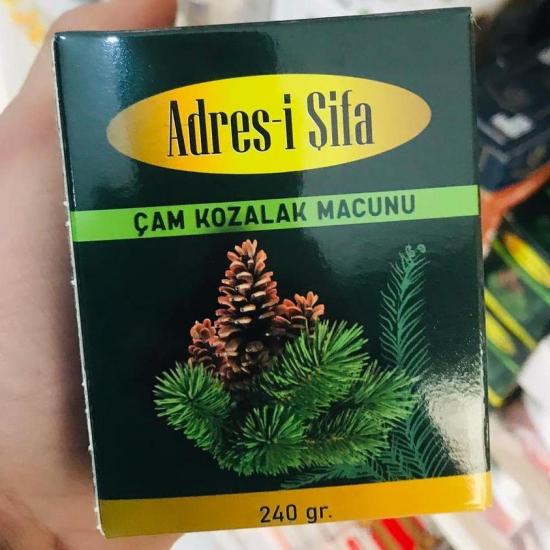 Adres-i Şifa
ÇAM KOZALAK MACUNU
240 gr.